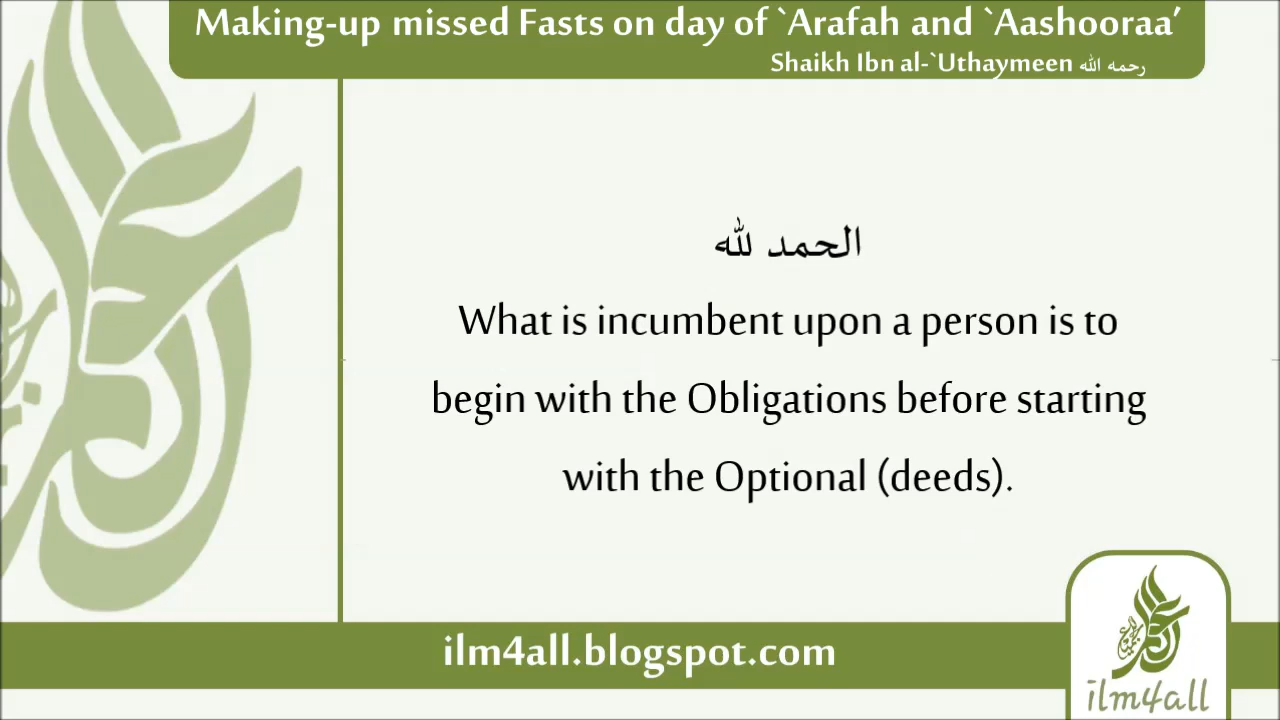 Making-up missed Fasts on day of `Arafah and `Aashooraa’
Shaikh Ibn al-`Uthaymeen رحمه الله
الحمد لله
What is incumbent upon a person is to
begin with the Obligations before starting
with the Optional (deeds).
ilm4all.blogspot.com
ilm4all